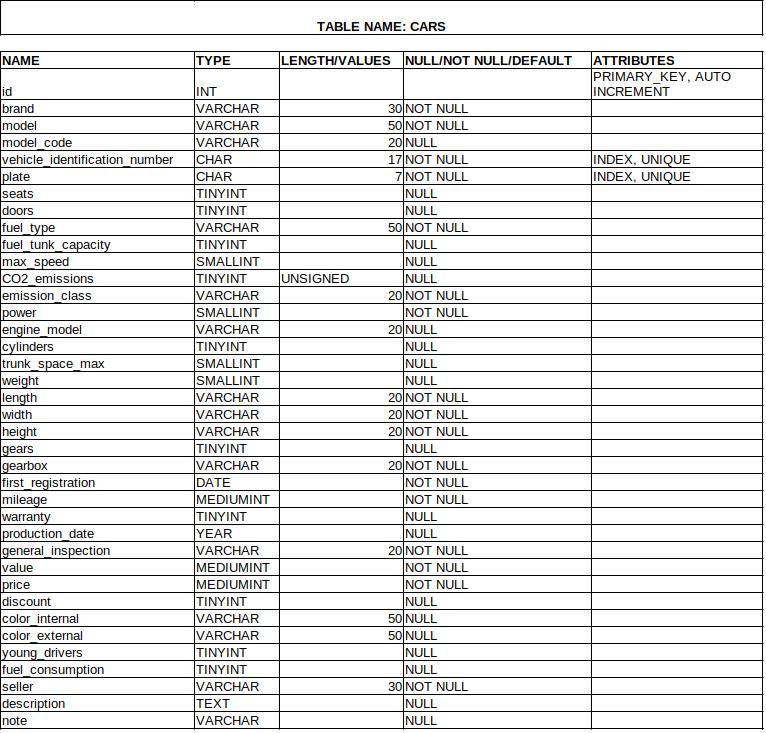 TABLE NAME: CARS
NAME TYPE LENGTH/VALUES NULL/NOT NULL/DEFAULT ATTRIBUTES
id INT PRIMARY_KEY, AUTO
INCREMENT
brand VARCHAR 30 NOT NULL
model VARCHAR 50 NOT NULL
model_code VARCHAR 20 NULL
vehicle_identification_number CHAR 17 NOT NULL INDEX, UNIQUE
plate CHAR 7 NOT NULL INDEX, UNIQUE
seats TINYINT NULL
doors TINYINT NULL
fuel_type VARCHAR 50 NOT NULL
fuel_tunk_capacity TINYINT NULL
max_speed SMALLINT NULL
CO2_emissions TINYINT UNSIGNED NULL
emission_class VARCHAR 20 NOT NULL
power SMALLINT NOT NULL
engine_model VARCHAR 20 NULL
cylinders TINYINT NULL
trunk_space_max SMALLINT NULL
weight SMALLINT NULL
length VARCHAR 20 NOT NULL
width VARCHAR 20 NOT NULL
height VARCHAR 20 NOT NULL
gears TINYINT NULL
gearbox VARCHAR 20 NOT NULL
first_registration DATE NOT NULL
mileage MEDIUMINT NOT NULL
warranty TINYINT NULL
production_date YEAR NULL
general_inspection VARCHAR 20 NOT NULL
value MEDIUMINT NOT NULL
price MEDIUMINT NOT NULL
discount TINYINT NULL
color_internal VARCHAR 50 NULL
color_external VARCHAR 50 NULL
young_drivers TINYINT NULL
fuel_consumption TINYINT NULL
seller VARCHAR 30 NOT NULL
description TEXT NULL
note VARCHAR NULL